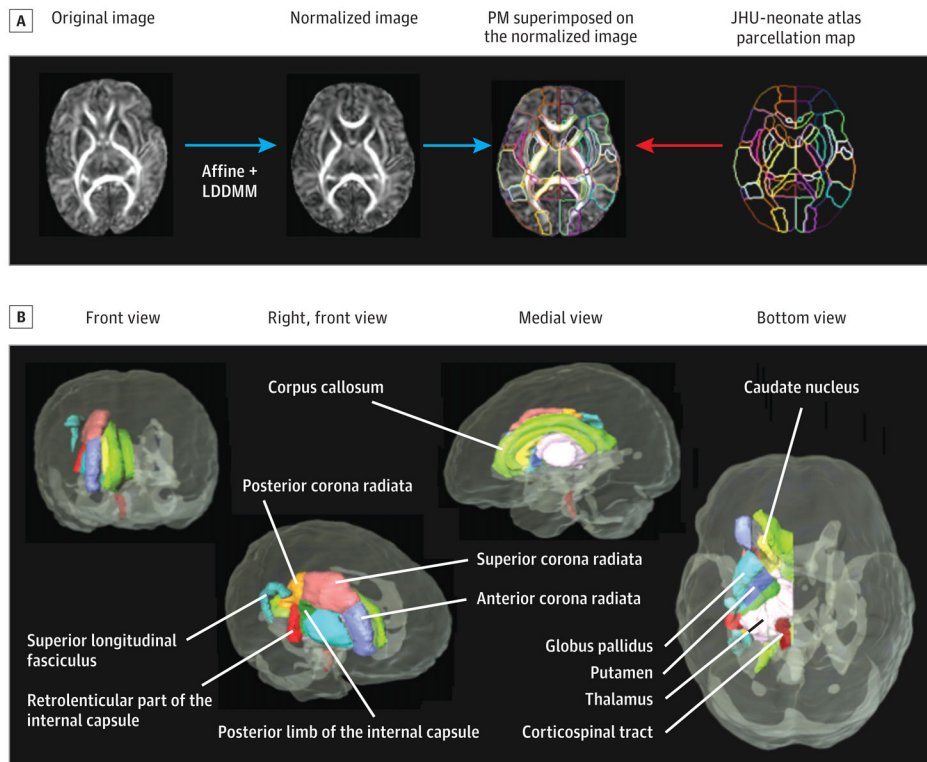 A
Original image
Normalized image
PM superimposed on
the normalized image
JHU-neonate atlas
parcellation map
Affine +
LDDMM
B
Front view
Right, front view
Medial view
Bottom view
Corpus callosum
Caudate nucleus
Posterior corona radiata
Superior corona radiata
Anterior corona radiata
Superior longitudinal
fasciculus
Globus pallidus
Putamen
Retrolenticular part of the
internal capsule
Thalamus
Posterior limb of the internal capsule
Corticospinal tract